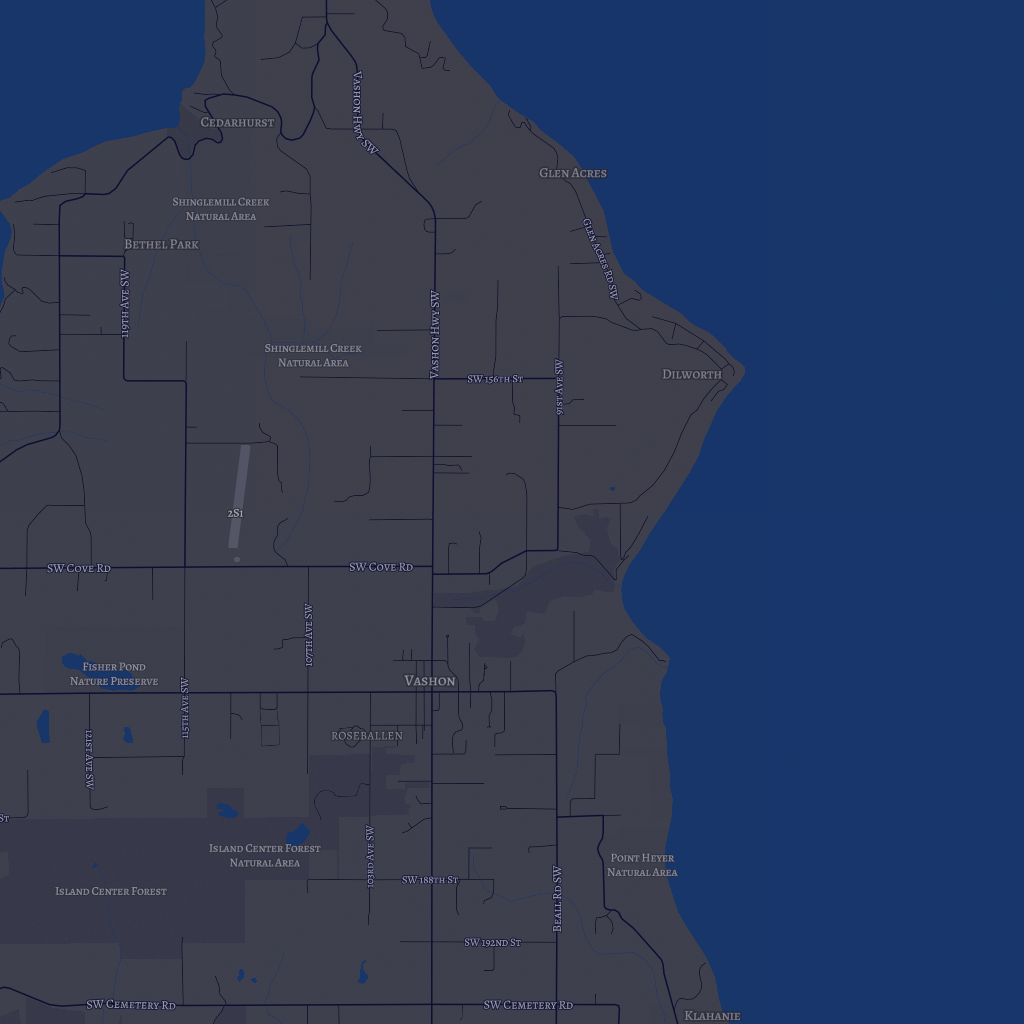 Vashon Hwy SW
Cedarhurst
Glen Acres
Shinglemill Creek
Natural Area
Bethel Park
Glen Acres Rd SW
119th Ave SW
Vashon Hwy SW
Shinglemill Creek
Natural Area
SW 156th St
91st Ave SW
Dilworth
2S1
SW Cove Rd
SW Cove Rd
107th Ave SW
Fisher Pond
Nature Preserve
Vashon
115th Ave SW
Roseballen
121st Ave SW
St
103rd Ave SW
Island Center Forest
Natural Area
Point Heyer
Natural Area
SW 188th St
Island Center Forest
Beall Rd SW
SW 192nd St
SW Cemetery Rd
SW Cemetery Rd
Klahanie